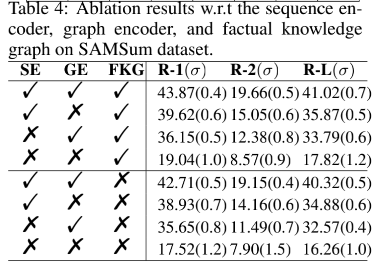 Table 4: Ablation results w.r.t the sequence en-
coder, graph encoder, and factual knowledge
graph on SAMSum dataset.
SE GE FKG R-1(σ) R-2(σ) R-L(σ)
✓ ✓ ✓ 43.87(0.4) 19.66(0.5) 41.02(0.7)
✓ ✗ ✓ 39.62(0.6) 15.05(0.6) 35.87(0.5)
✗ ✓ ✓ 36.15(0.5) 12.38(0.8) 33.79(0.6)
✗ ✗ ✓ 19.04(1.0) 8.57(0.9) 17.82(1.2)
✓ ✓ ✗ 42.71(0.5) 19.15(0.4) 40.32(0.5)
✓ ✗ ✗ 38.93(0.7) 14.16(0.6) 34.88(0.6)
✗ ✓ ✗ 35.65(0.8) 11.49(0.7) 32.57(0.4)
✗ ✗ ✗ 17.52(1.2) 7.90(1.5) 16.26(1.0)